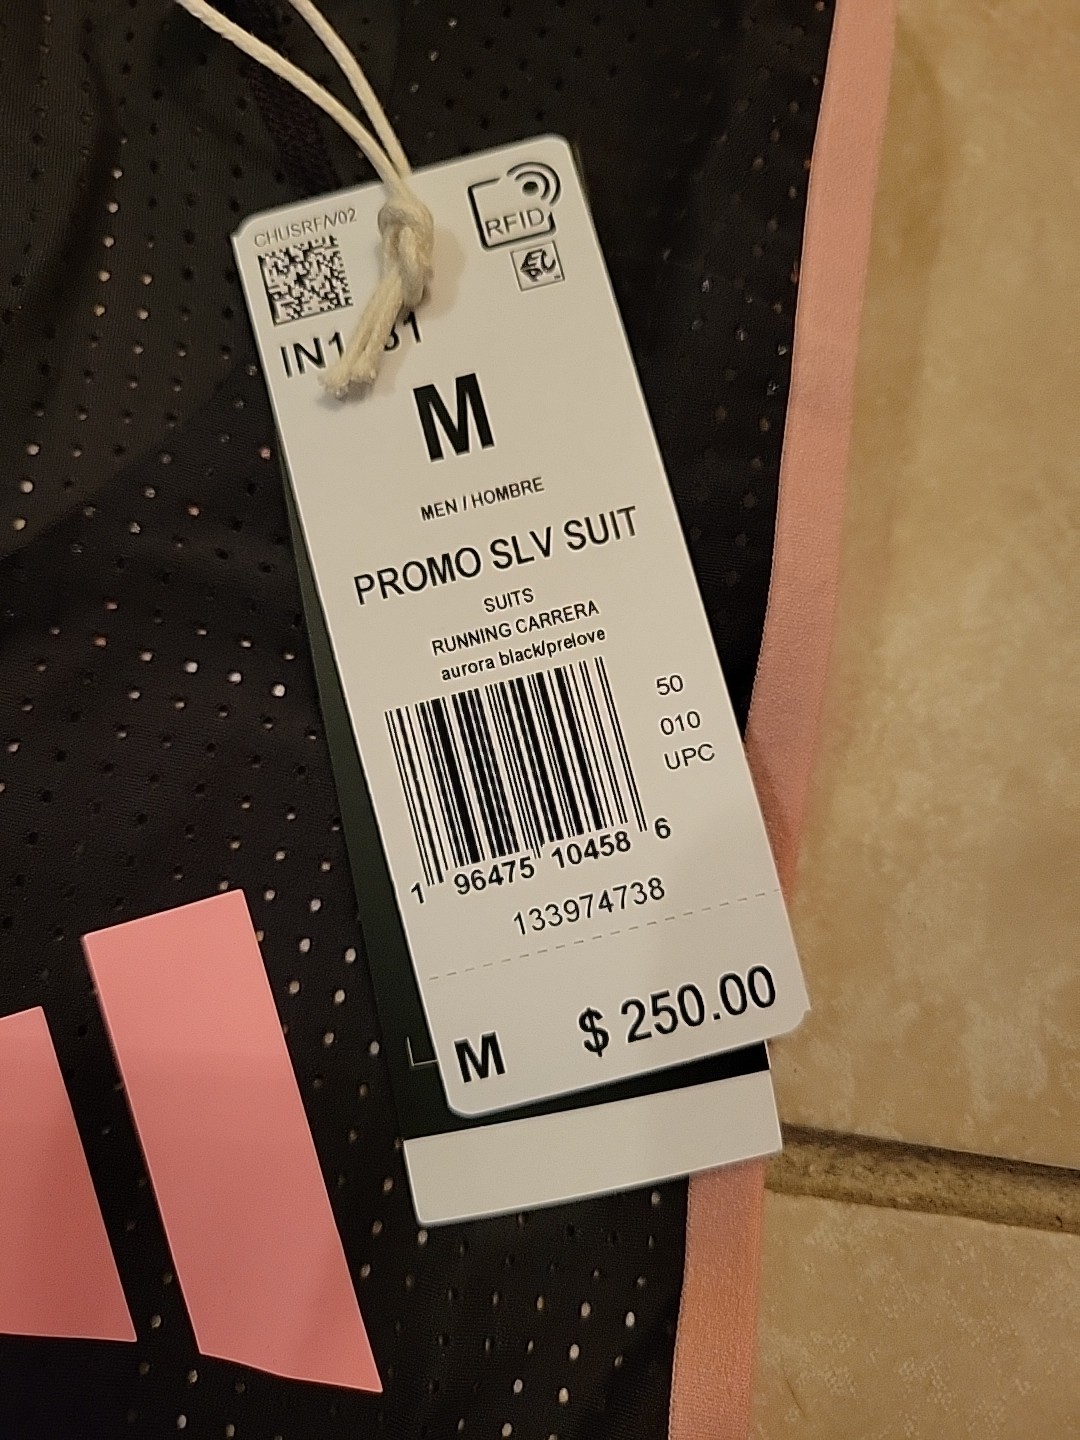 CHUSRFA/02
RFID
M
MEN / HOMBRE
PROMO SLV SUIT
SUITS
RUNNING CARRERA
aurora black/prelove
50
010
UPC
1 96475 10458 6
133974738
M $ 250.00